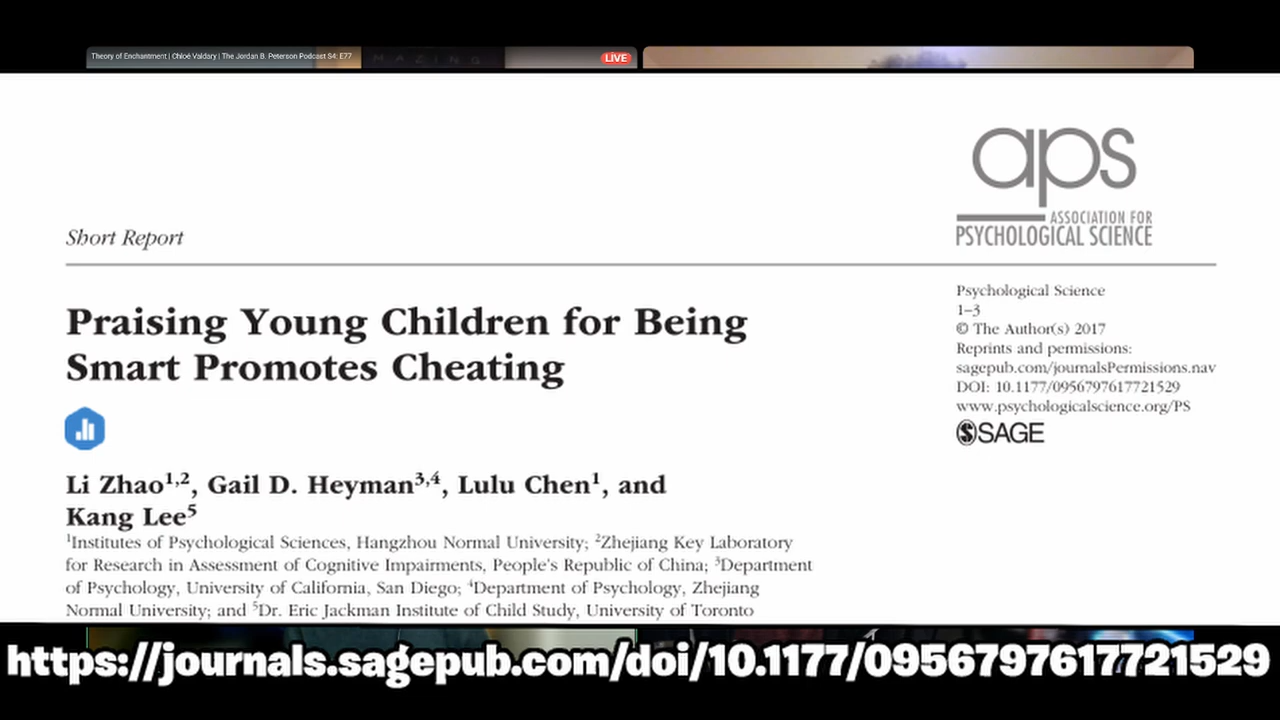 Theory of Enchantment | Chloé Valdary | The Jordan B. Peterson Podcast S4: E77
LIVE
aps
ASSOCIATION FOR
PSYCHOLOGICAL SCIENCE
Short Report
Praising Young Children for Being
Smart Promotes Cheating
Psychological Science
1–3
© The Author(s) 2017
Reprints and permissions:
sagepub.com/journalsPermissions.nav
DOI: 10.1177/0956797617721529
www.psychologicalscience.org/PS
SAGE
Li Zhao1,2, Gail D. Heyman3,4, Lulu Chen1, and
Kang Lee5
1Institutes of Psychological Sciences, Hangzhou Normal University; 2Zhejiang Key Laboratory
for Research in Assessment of Cognitive Impairments, People's Republic of China; 3Department
of Psychology, University of California, San Diego; 4Department of Psychology, Zhejiang
Normal University; and 5Dr. Eric Jackman Institute of Child Study, University of Toronto
https://journals.sagepub.com/doi/10.1177/0956797617721529